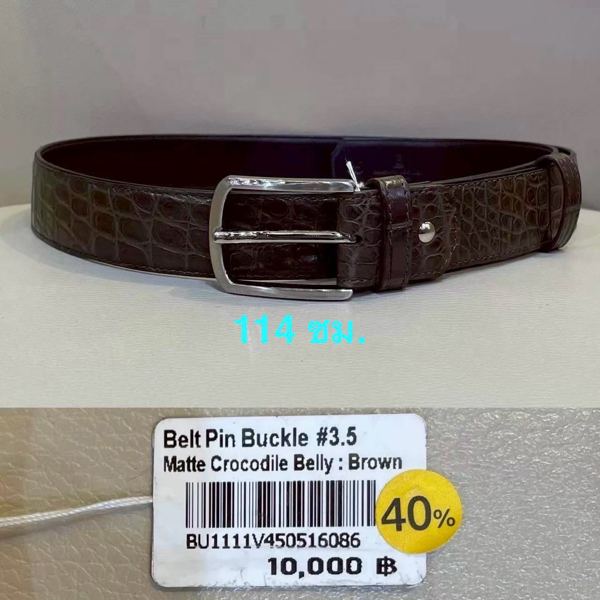 114 ซม.
Belt Pin Buckle #3.5
Matte Crocodile Belly : Brown
40%
BU1111V450516086
10,000 ฿